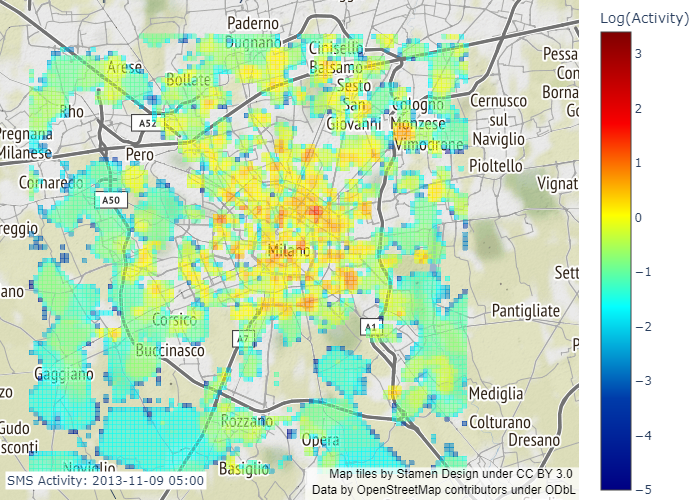 Log(Activity)
Paderno
Dugnano
Cinisello
Balsamo
Arese
Bollate
Sesto
San
Giovanni
Cologno
Monzese
Pessa
Con
Borna
Go
Rho
A52
Cernusco
sul
Naviglio
Pregnana
Milanese
Pero
Vimodrone
Pioltello
Cornaredo
A50
Vignat
reggio
Milano
Sett
ano
Corsico
A7
A1
Pantigliate
Buccinasco
P
Gaggiano
zo
Mediglia
Gudo
sconti
Rozzano
Opera
Colturano
Dresano
Noviglio
Basiglio
3
2
1
0
−1
−2
−3
−4
−5
SMS Activity: 2013-11-09 05:00
Map tiles by Stamen Design under CC BY 3.0
Data by OpenStreetMap contributors under ODbL